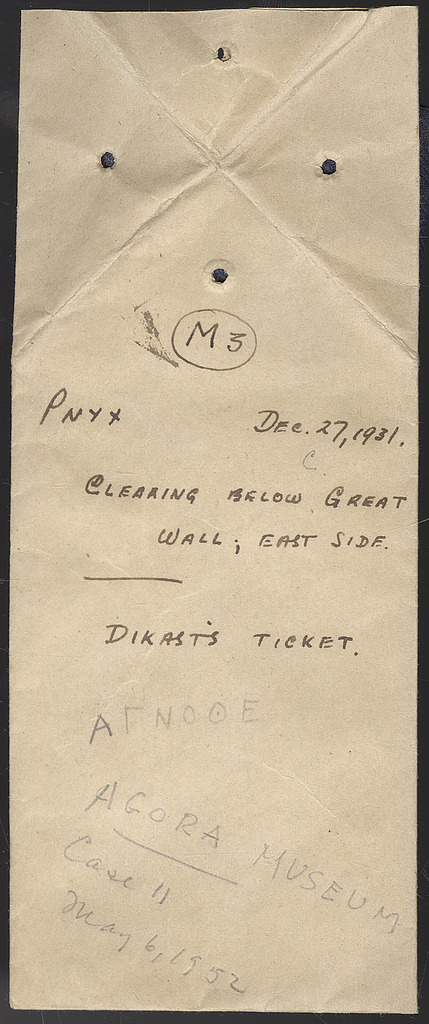 M3
PNYX DEC. 27, 1931.
C.
CLEARING BELOW GREAT
WALL; EAST SIDE.
DIKAST'S TICKET.
ΑΓΝΟΘΕ
AGORA MUSEUM
Case 11
May 6, 1952